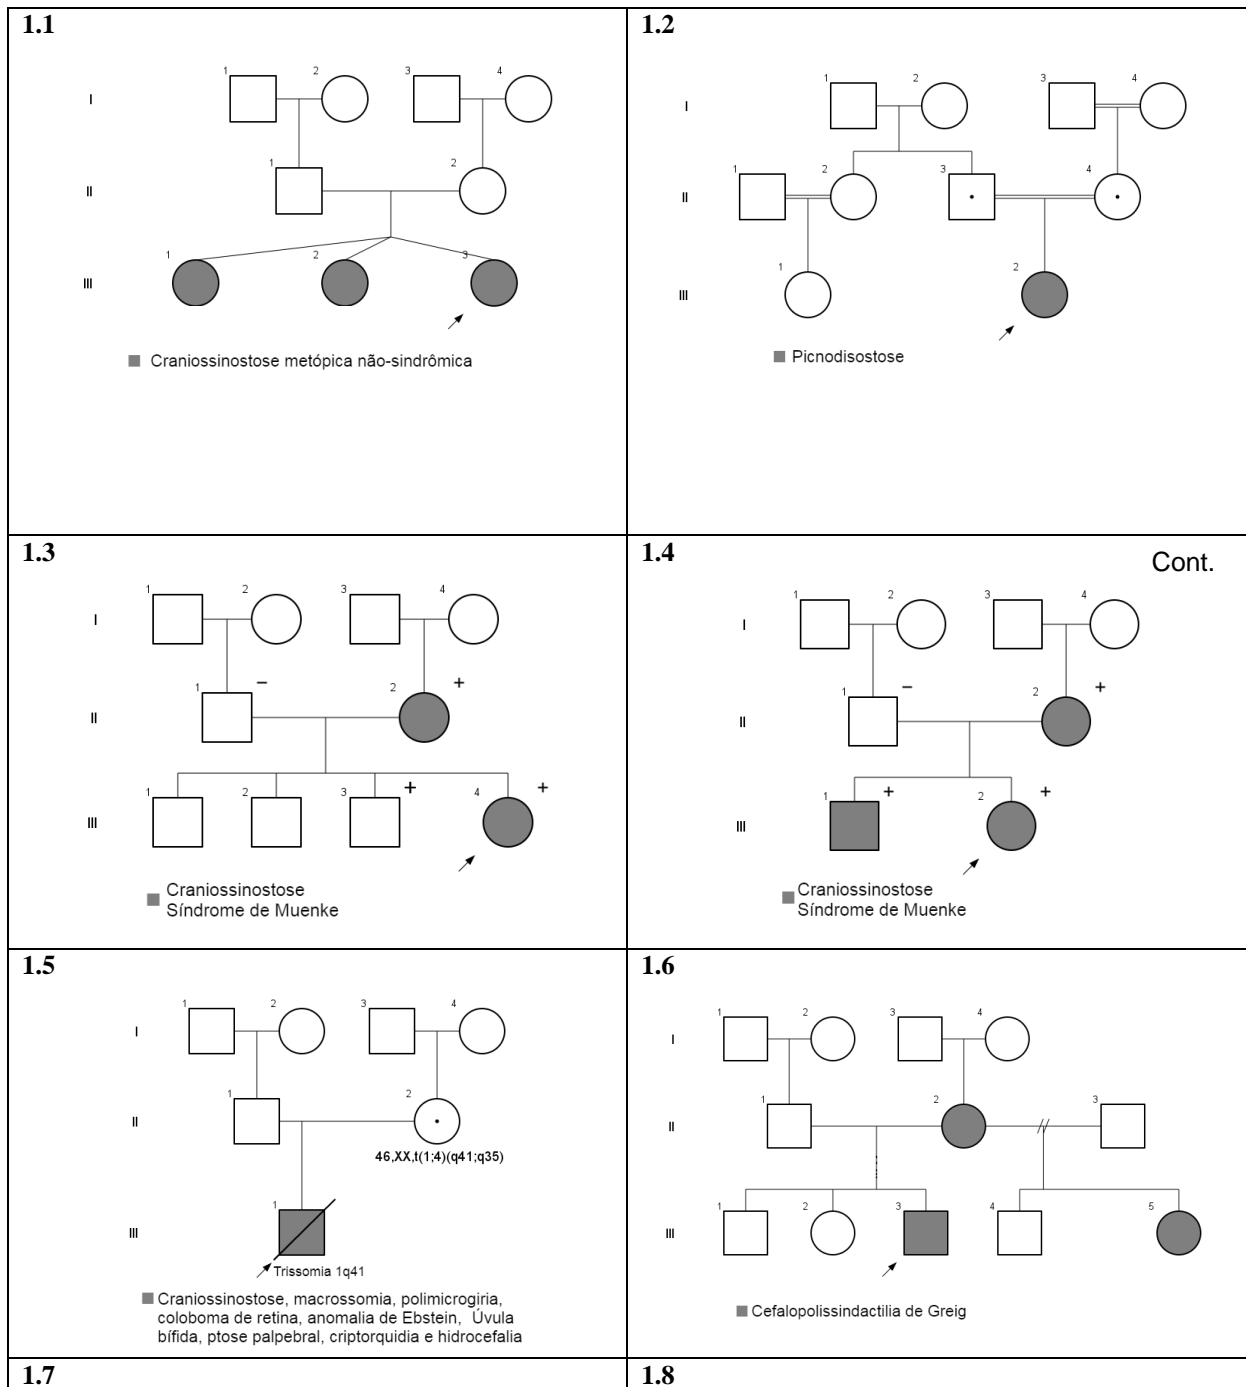 1.1
1 2 3 4
I
1 2
II
1 2 3
III
Craniossinostose metópica não-sindrômica
1.2
1 2 3 4
I
1 2 3 4
II
1 2
III
Picnodisostose
1.3
1 2 3 4
I
1 − 2 +
II
1 2 3 + 4 +
III
Craniossinostose
Síndrome de Muenke
1.4
Cont.
1 2 3 4
I
1 − 2 +
II
1 + 2 +
III
Craniossinostose
Síndrome de Muenke
1.5
1 2 3 4
I
1 2
II
46,XX,t(1;4)(q41;q35)
1
III
Trissomia 1q41
Craniossinostose, macrossomia, polimicrogiria,
coloboma de retina, anomalia de Ebstein, Úvula
bífida, ptose palpebral, criptorquidia e hidrocefalia
1.6
1 2 3 4
I
1 2 3
II
1 2 3 4 5
III
Cefalopolissindactilia de Greig
1.7
1.8